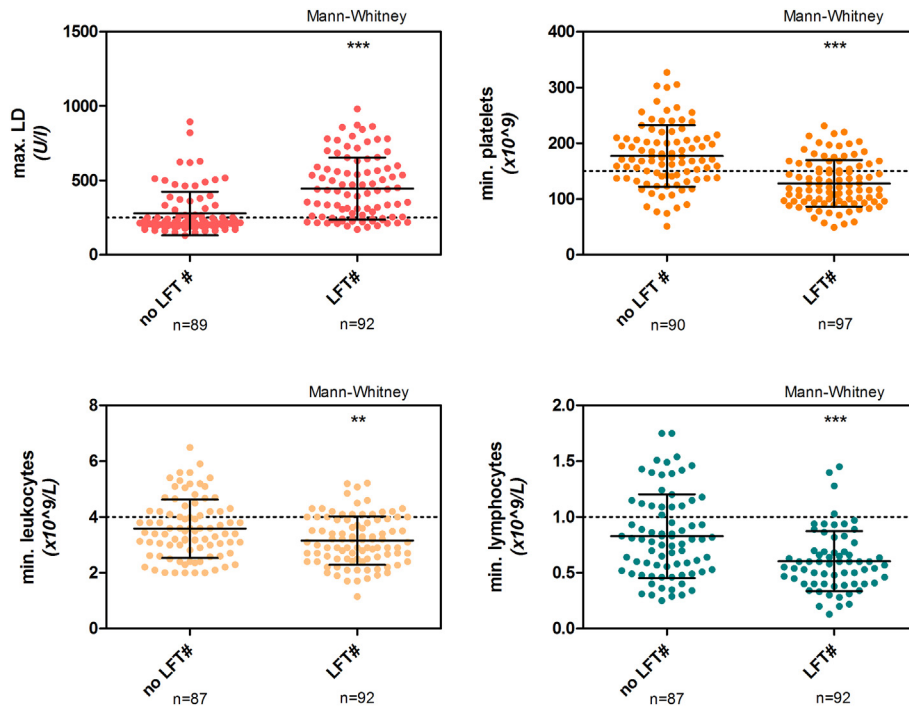 Mann-Whitney
***
1500
1000
500
0
max. LD
(U/l)
no LFT #
LFT#
n=89
n=92
Mann-Whitney
***
400
300
200
100
0
min. platelets
(x10^9)
no LFT #
LFT#
n=90
n=97
Mann-Whitney
**
8
6
4
2
0
min. leukocytes
(x10^9/L)
no LFT#
LFT#
n=87
n=92
Mann-Whitney
***
2.0
1.5
1.0
0.5
0.0
min. lymphocytes
(x10^9/L)
no LFT#
LFT#
n=87
n=92